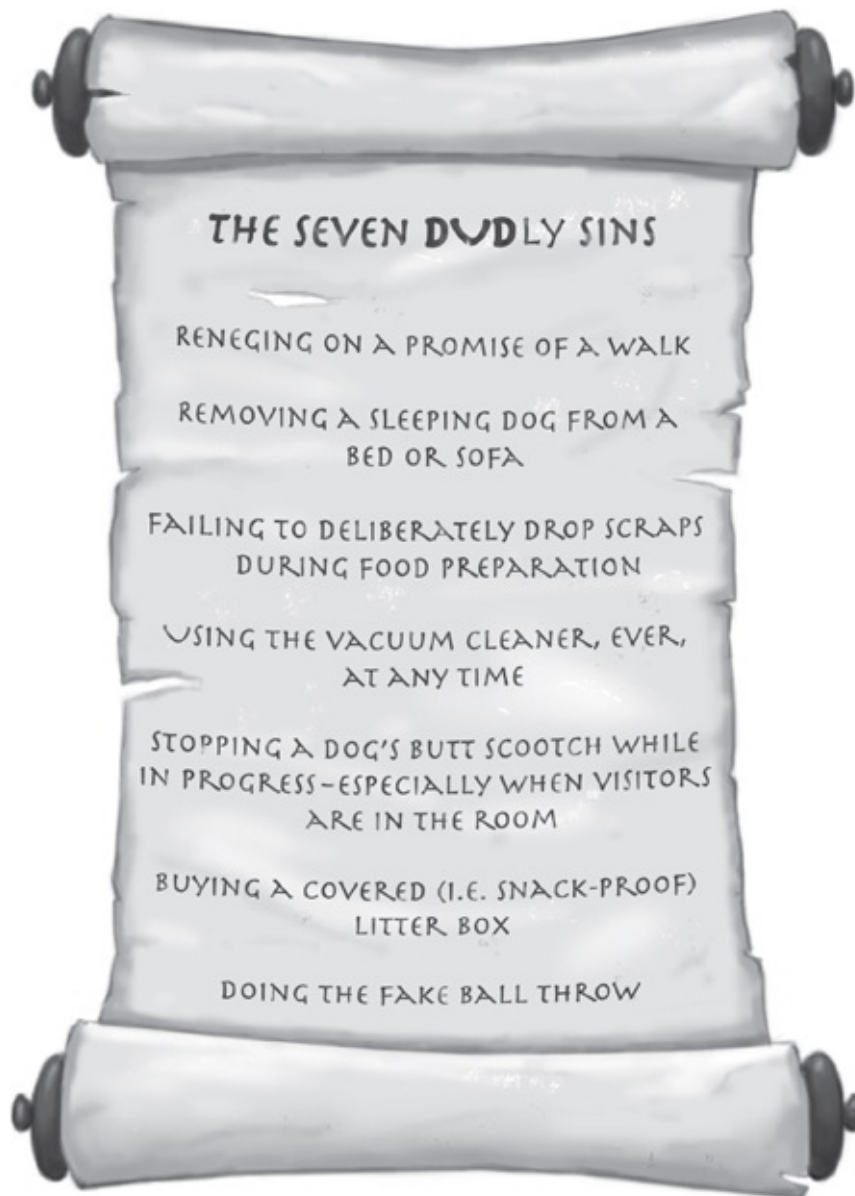 THE SEVEN DUDLY SINS
RENEGING ON A PROMISE OF A WALK
REMOVING A SLEEPING DOG FROM A
BED OR SOFA
FAILING TO DELIBERATELY DROP SCRAPS
DURING FOOD PREPARATION
USING THE VACUUM CLEANER, EVER,
AT ANY TIME
STOPPING A DOG'S BUTT SCOOTCH WHILE
IN PROGRESS–ESPECIALLY WHEN VISITORS
ARE IN THE ROOM
BUYING A COVERED (I.E. SNACK-PROOF)
LITTER BOX
DOING THE FAKE BALL THROW